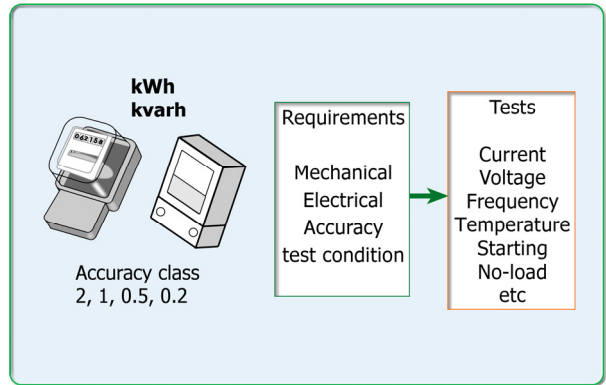 kWh
kvarh
062158
Accuracy class
2, 1, 0.5, 0.2
Requirements
Mechanical
Electrical
Accuracy
test condition
Tests
Current
Voltage
Frequency
Temperature
Starting
No-load
etc